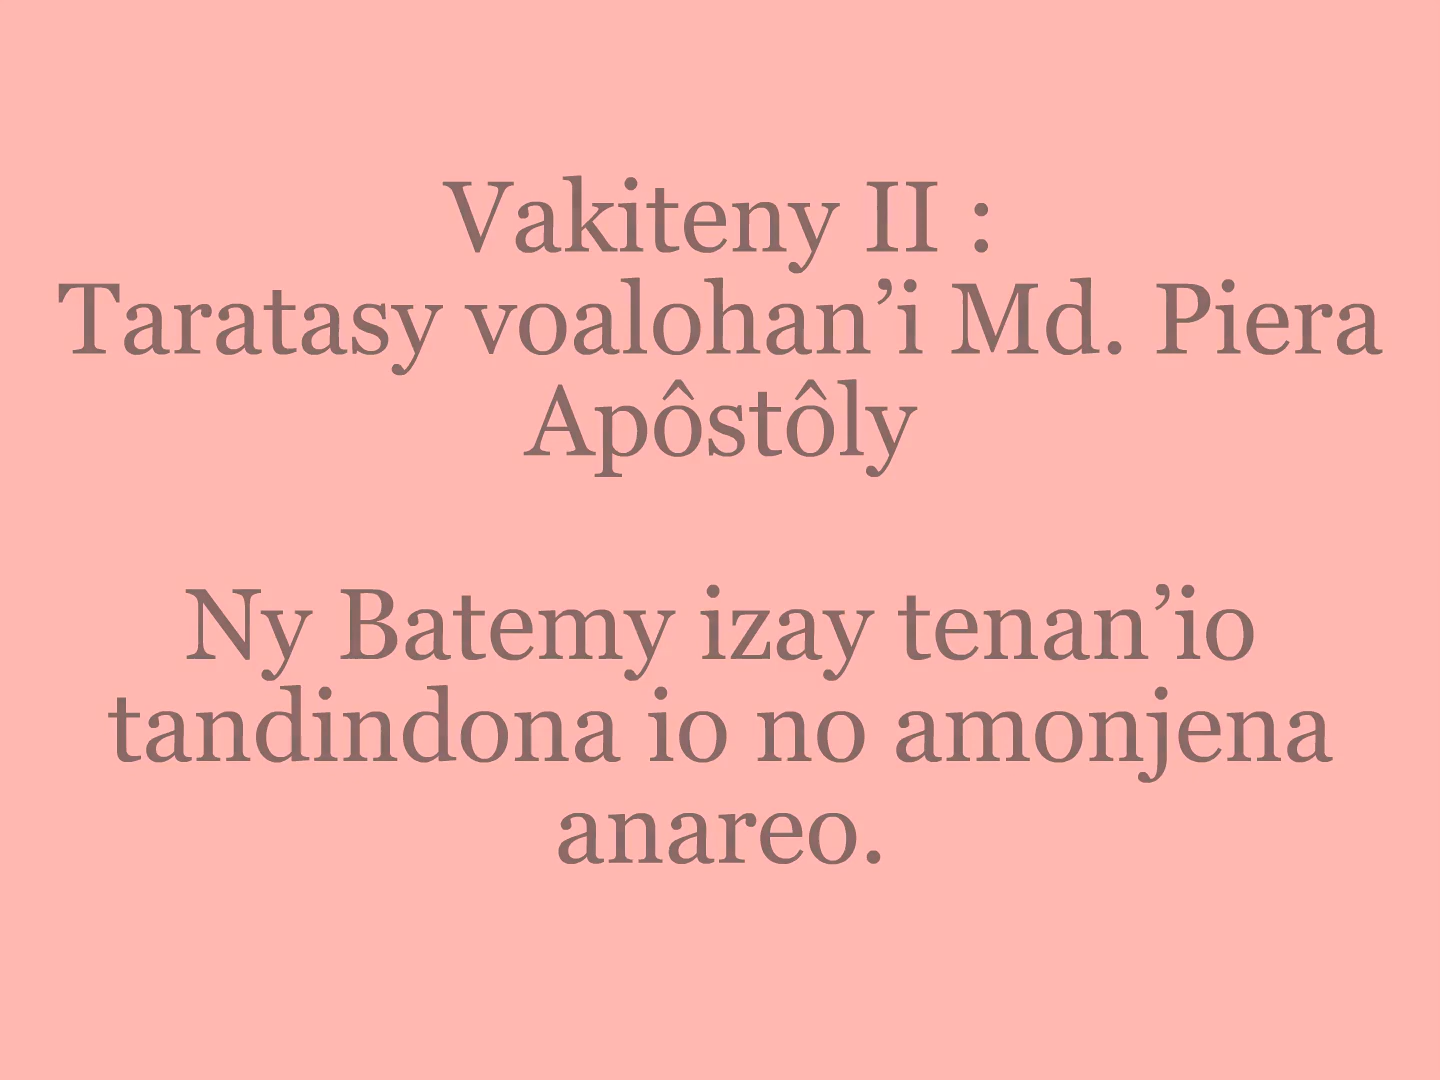 Vakiteny II :
Taratasy voalohan’i Md. Piera
Apôstôly
Ny Batemy izay tenan’io
tandindona io no amonjena
anareo.